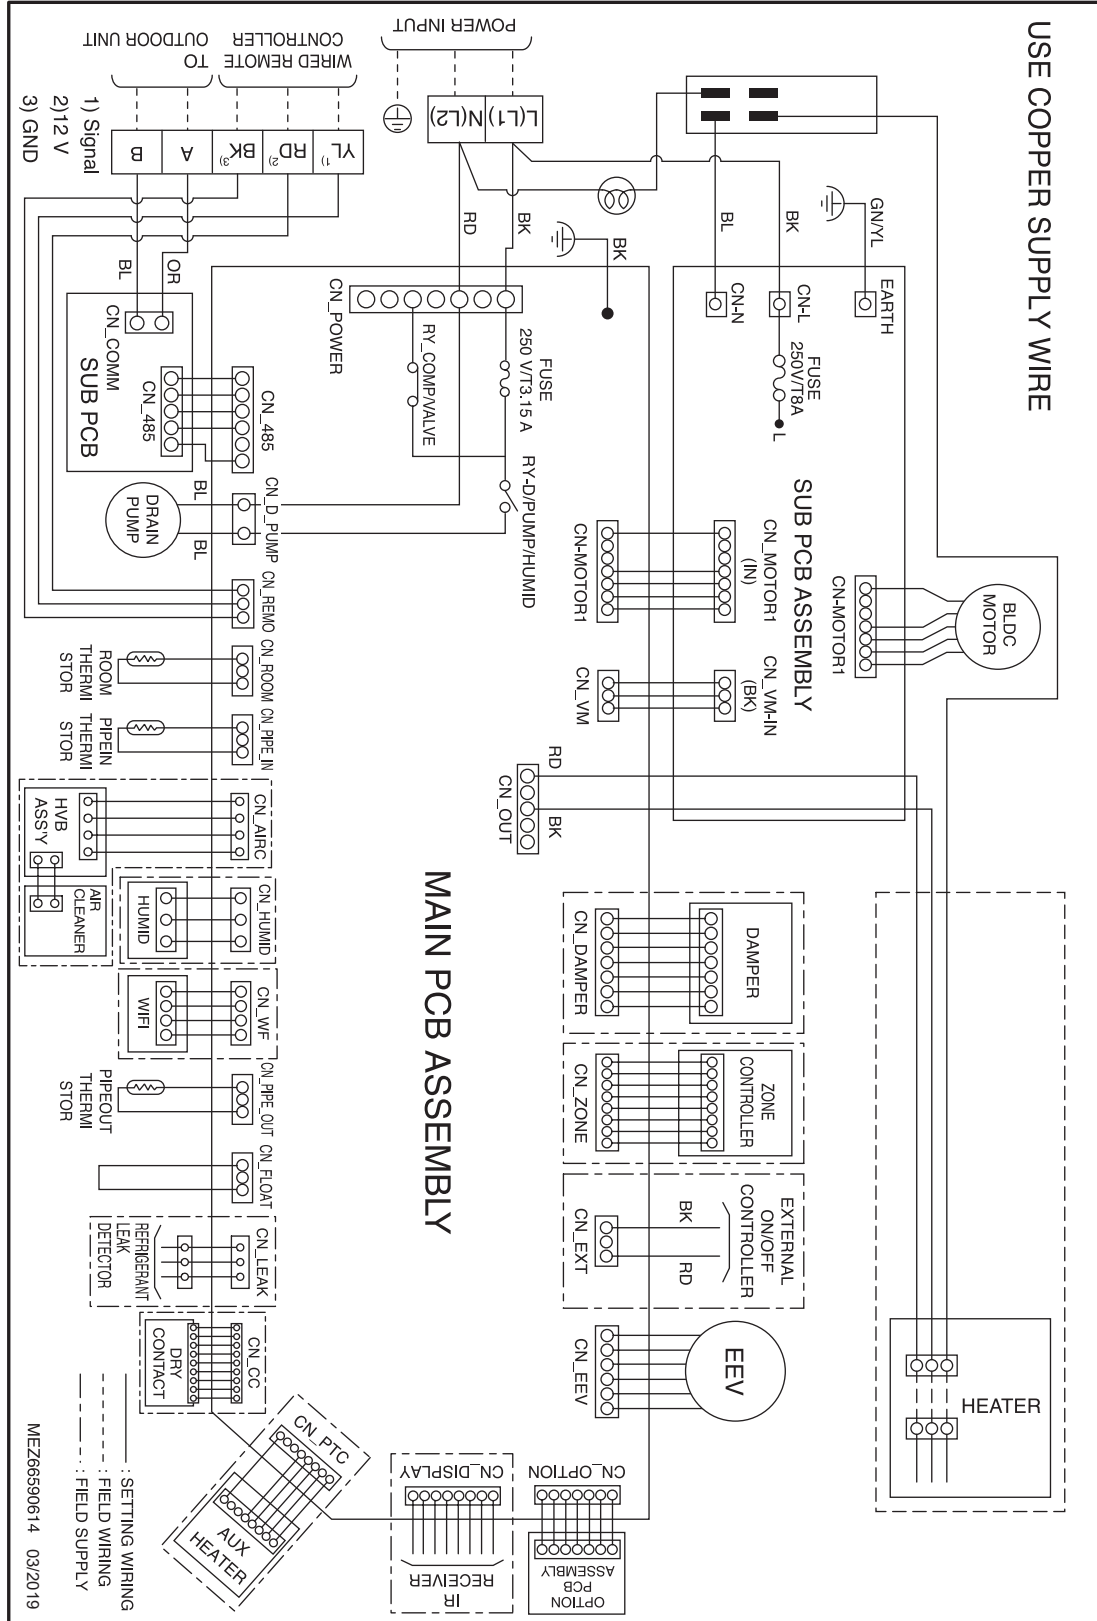 USE COPPER SUPPLY WIRE
POWER INPUT
WIRED REMOTE
CONTROLLER
TO
OUTDOOR UNIT
1) Signal
2)12 V
3) GND
L(L1)
N(L2)
YL 1)
RD 2)
BK 3)
A
B
RD
BK
BK
BL
BK
GN/YL
EARTH
CN-L
CN-N
FUSE
250V/T8A
L
OR
BL
CN_COMM
SUB PCB
CN_485
CN_485
CN_POWER
RY_COMP/VALVE
FUSE
250 V/T3.15 A
RY-D/PUMP/HUMID
BL
BL
DRAIN
PUMP
CN_D_PUMP
SUB PCB ASSEMBLY
CN_MOTOR1
(IN)
CN-MOTOR1
CN-MOTOR1
BLDC
MOTOR
CN_VM-IN
(BK)
CN_VM
CN_REMO
CN_ROOM
ROOM
THERMI
STOR
CN_PIPE_IN
PIPEIN
THERMI
STOR
RD
BK
CN_OUT
CN_AIRC
HVB
ASS'Y
AIR
CLEANER
CN_HUMID
HUMID
MAIN PCB ASSEMBLY
CN_DAMPER
DAMPER
CN_WF
WIFI
CN_ZONE
ZONE
CONTROLLER
CN_PIPE_OUT
PIPEOUT
THERMI
STOR
CN_FLOAT
CN_EXT
BK
RD
EXTERNAL
ON/OFF
CONTROLLER
CN_LEAK
REFRIGERANT
LEAK
DETECTOR
CN_EEV
EEV
HEATER
CN_CC
DRY
CONTACT
CN_PTC
AUX
HEATER
CN_DISPLAY
IR
RECEIVER
CN_OPTION
OPTION
PCB
ASSEMBLY
: SETTING WIRING
: FIELD WIRING
: FIELD SUPPLY
MEZ66590614 03/2019